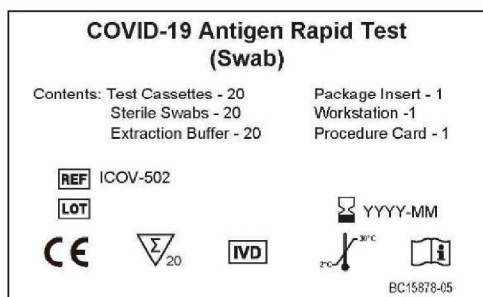 COVID-19 Antigen Rapid Test
(Swab)
Contents: Test Cassettes - 20
Sterile Swabs - 20
Extraction Buffer - 20
Package Insert - 1
Workstation -1
Procedure Card - 1
REF ICOV-502
LOT
YYYY-MM
CE
Σ 20
IVD
2°C 30°C
i
BC15878-05